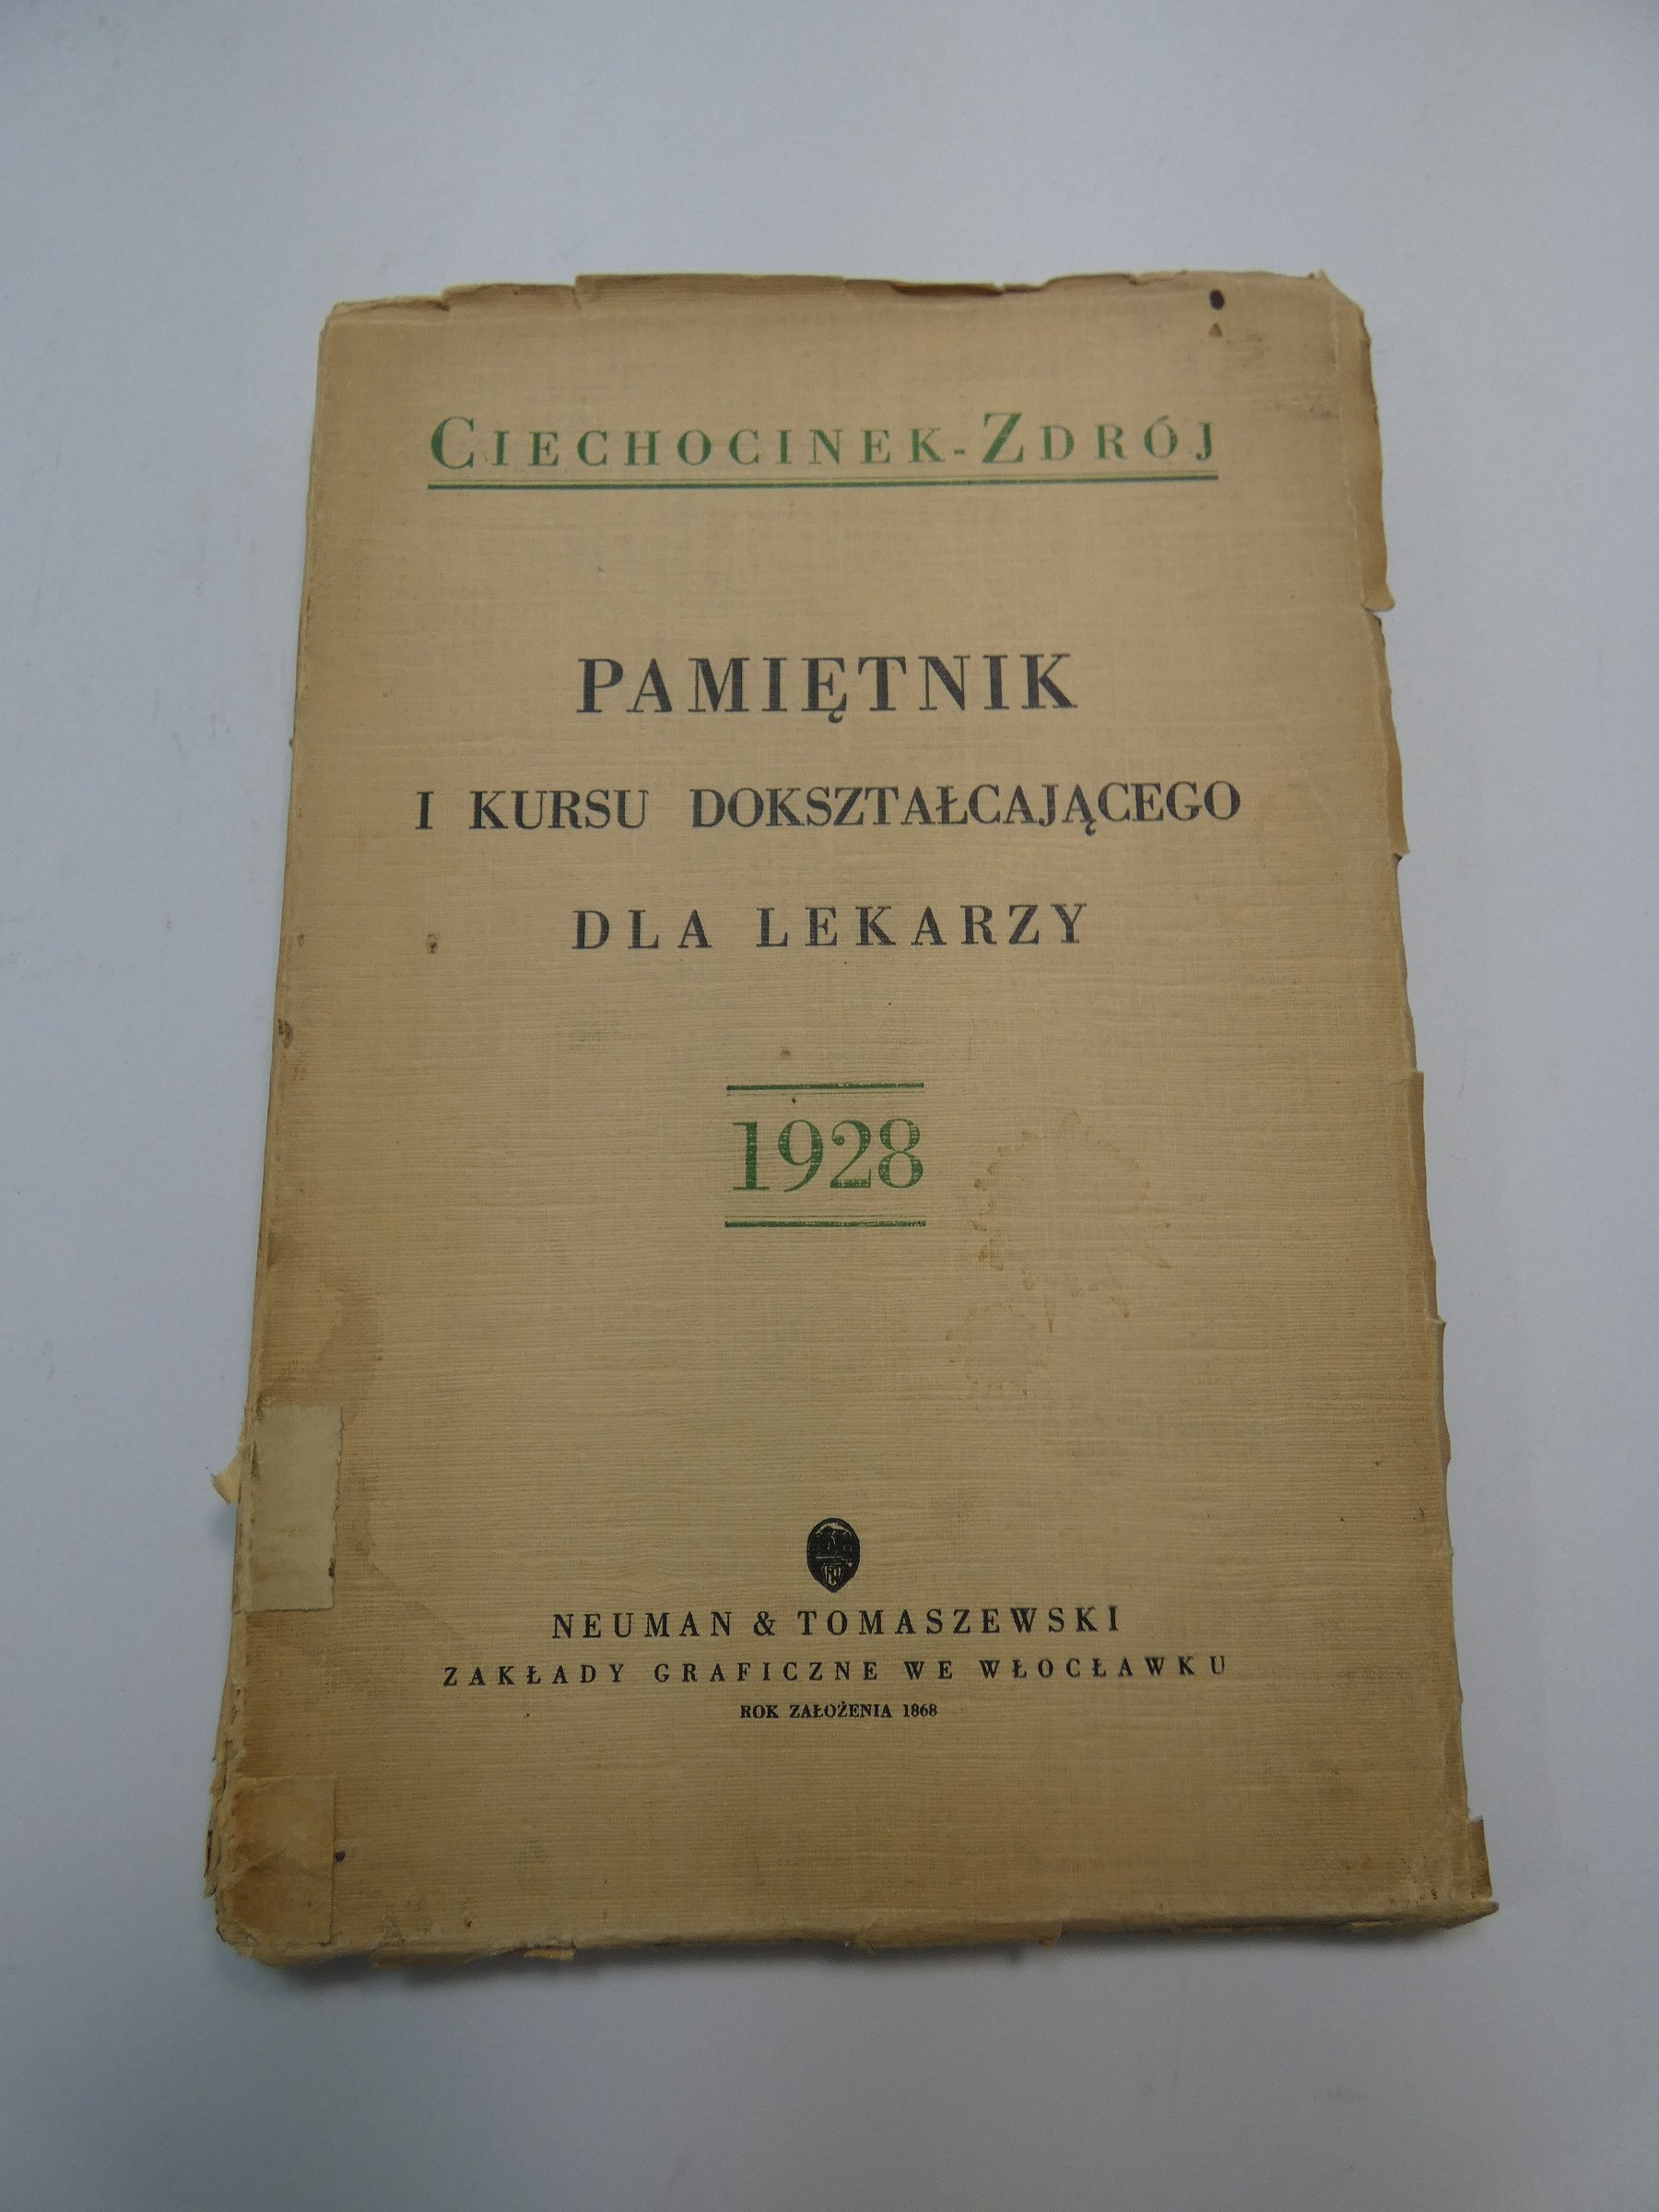 CIECHOCINEK-ZDRÓJ
PAMIĘTNIK
I KURSU DOKSZTAŁCAJĄCEGO
DLA LEKARZY
1928
NEUMAN & TOMASZEWSKI
ZAKŁADY GRAFICZNE WE WŁOCŁAWKU
ROK ZAŁOŻENIA 1868